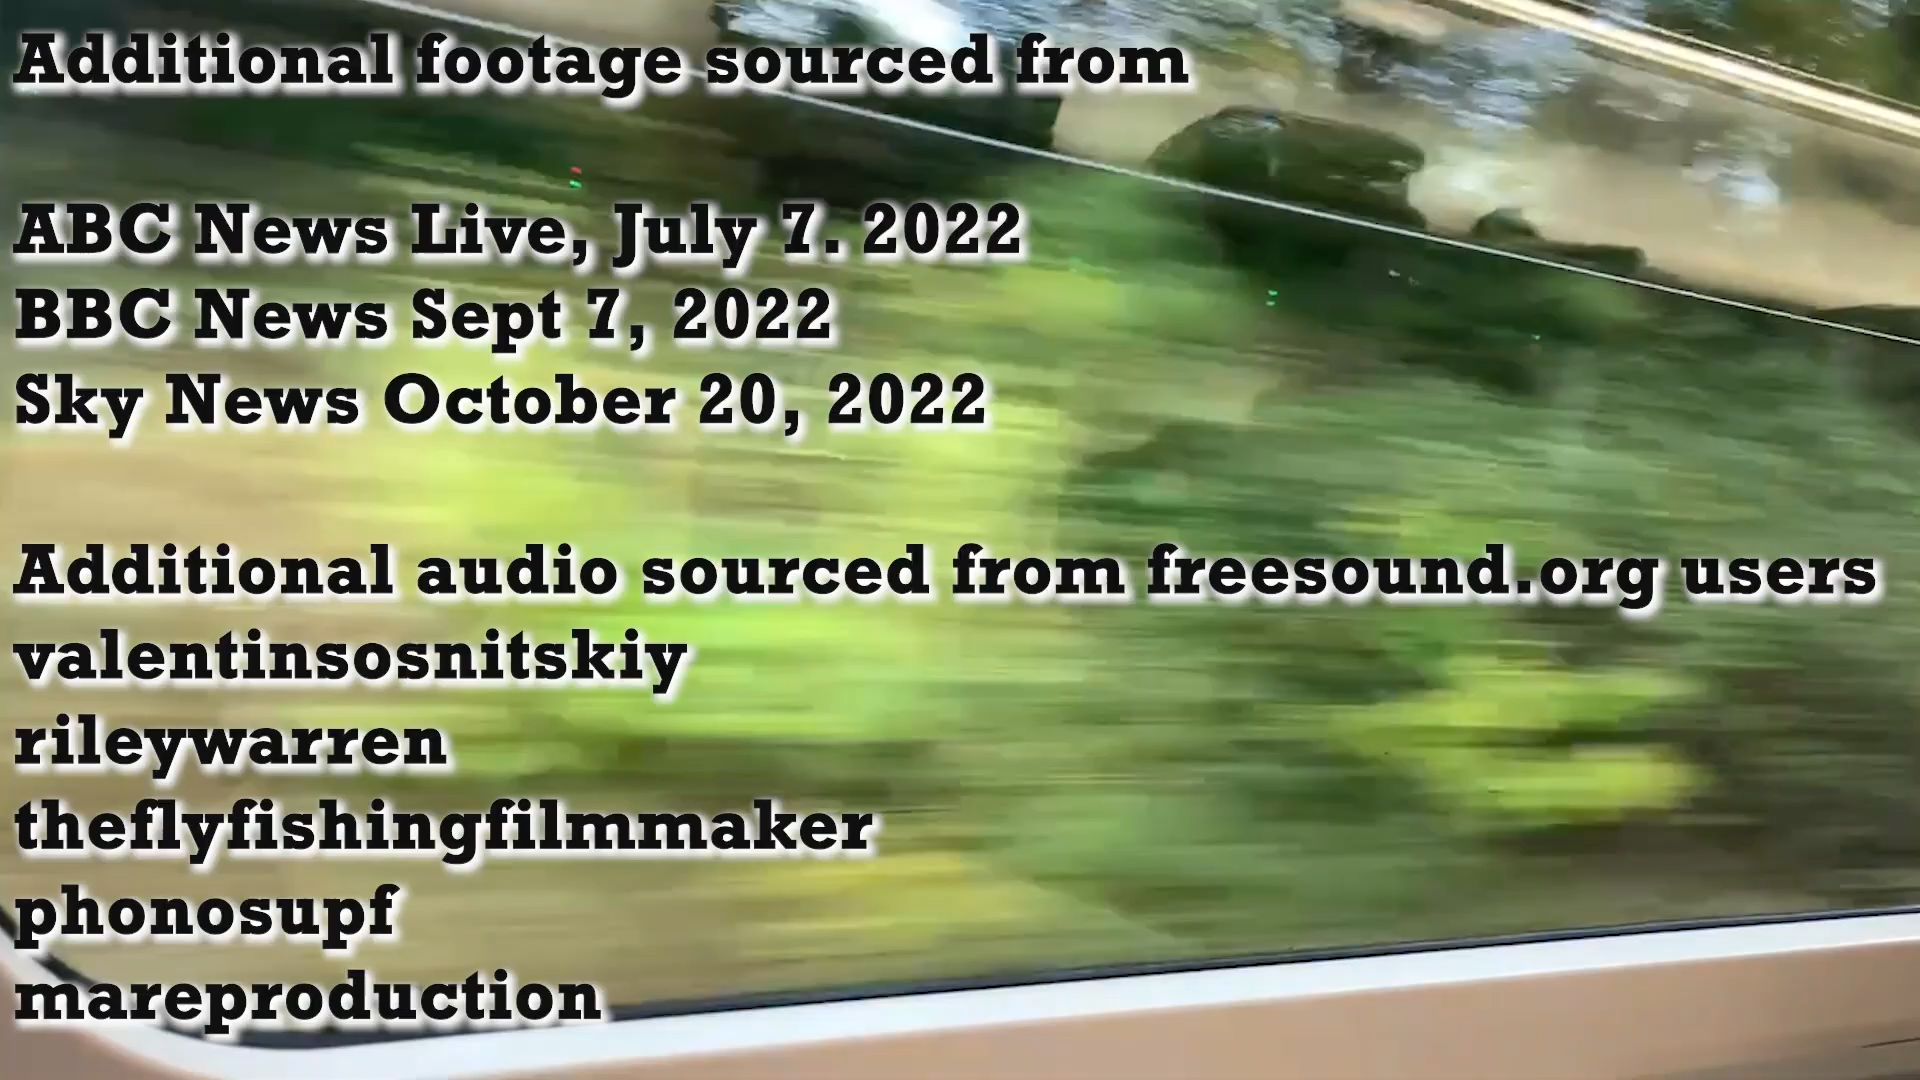 Additional footage sourced from
ABC News Live, July 7. 2022
BBC News Sept 7, 2022
Sky News October 20, 2022
Additional audio sourced from freesound.org users
valentinsosnitskiy
rileywarren
theflyfishingfilmmaker
phonosupf
mareproduction